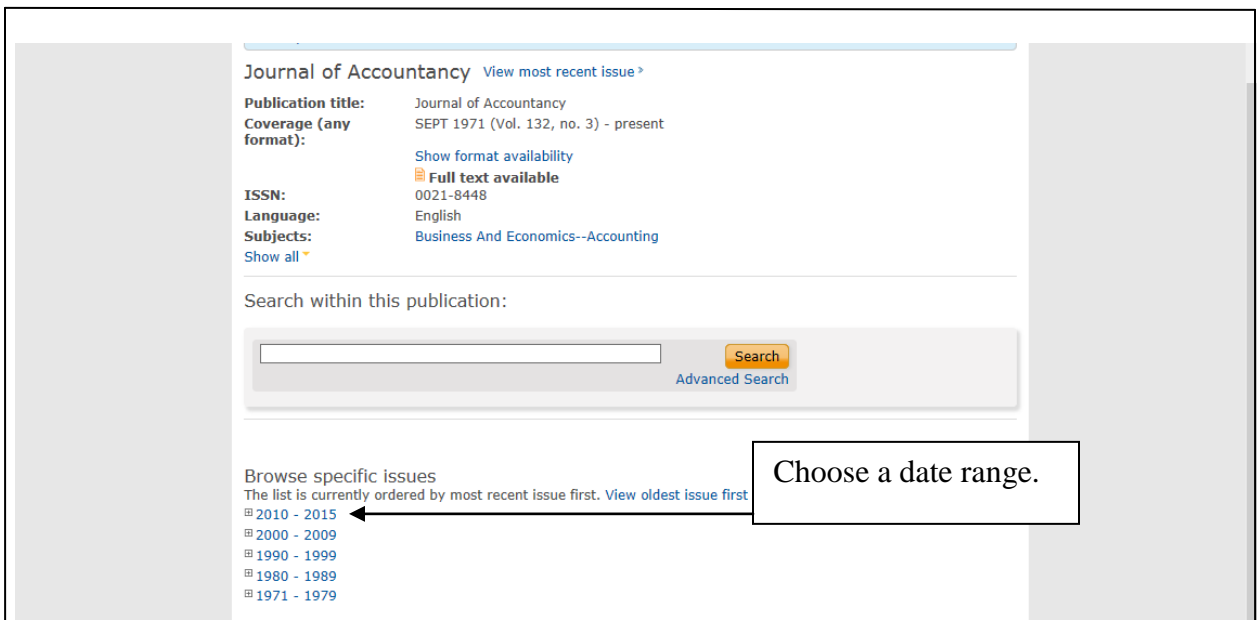 Journal of Accountancy View most recent issue >
Publication title: Journal of Accountancy
Coverage (any format): SEPT 1971 (Vol. 132, no. 3) - present
Show format availability
Full text available
ISSN: 0021-8448
Language: English
Subjects: Business And Economics--Accounting
Show all
Search within this publication:
Search
Advanced Search
Choose a date range.
Browse specific issues
The list is currently ordered by most recent issue first. View oldest issue first
2010 - 2015
2000 - 2009
1990 - 1999
1980 - 1989
1971 - 1979